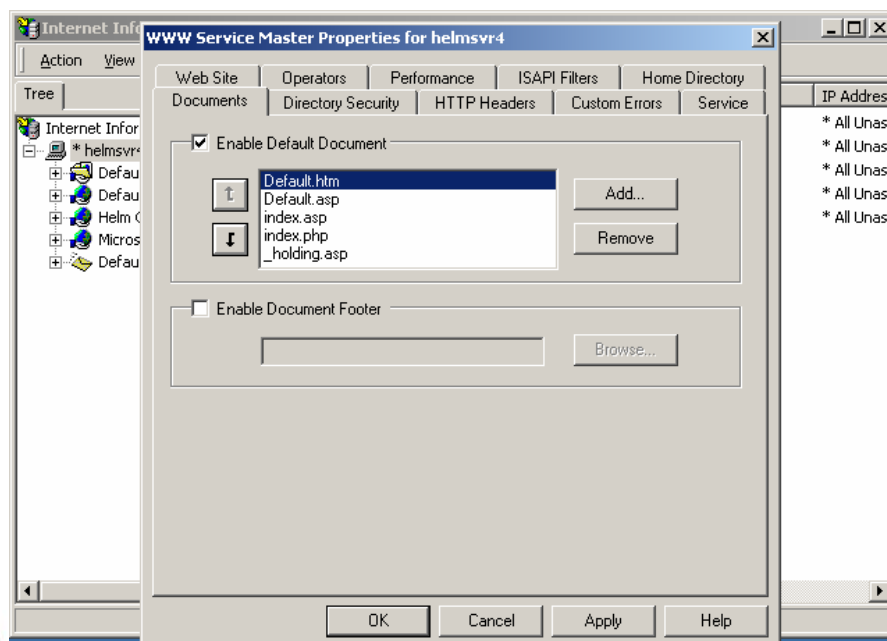 Internet Info
WWW Service Master Properties for helmsvr4
Action View
Web Site Operators Performance ISAPI Filters Home Directory
Documents Directory Security HTTP Headers Custom Errors Service
Tree
IP Addres
Internet Infor
* helmsvr4
Defau
Defau
Helm C
Micros
Defau
* All Unas
* All Unas
* All Unas
* All Unas
* All Unas
Enable Default Document
Default.htm
Default.asp
index.asp
index.php
_holding.asp
Add...
Remove
Enable Document Footer
Browse...
OK Cancel Apply Help